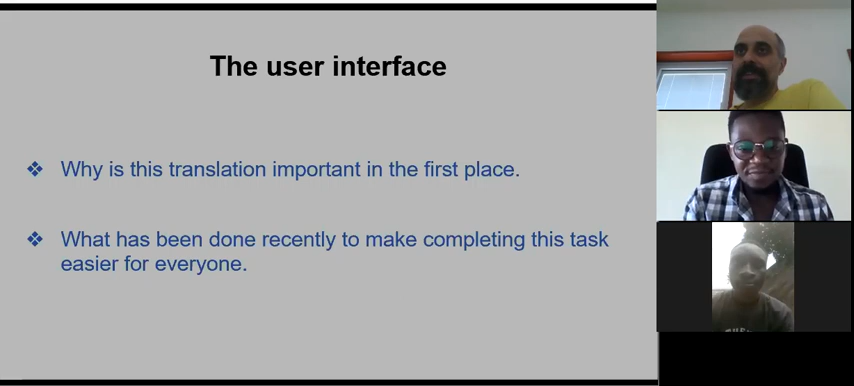 The user interface
❖ Why is this translation important in the first place.
❖ What has been done recently to make completing this task
easier for everyone.